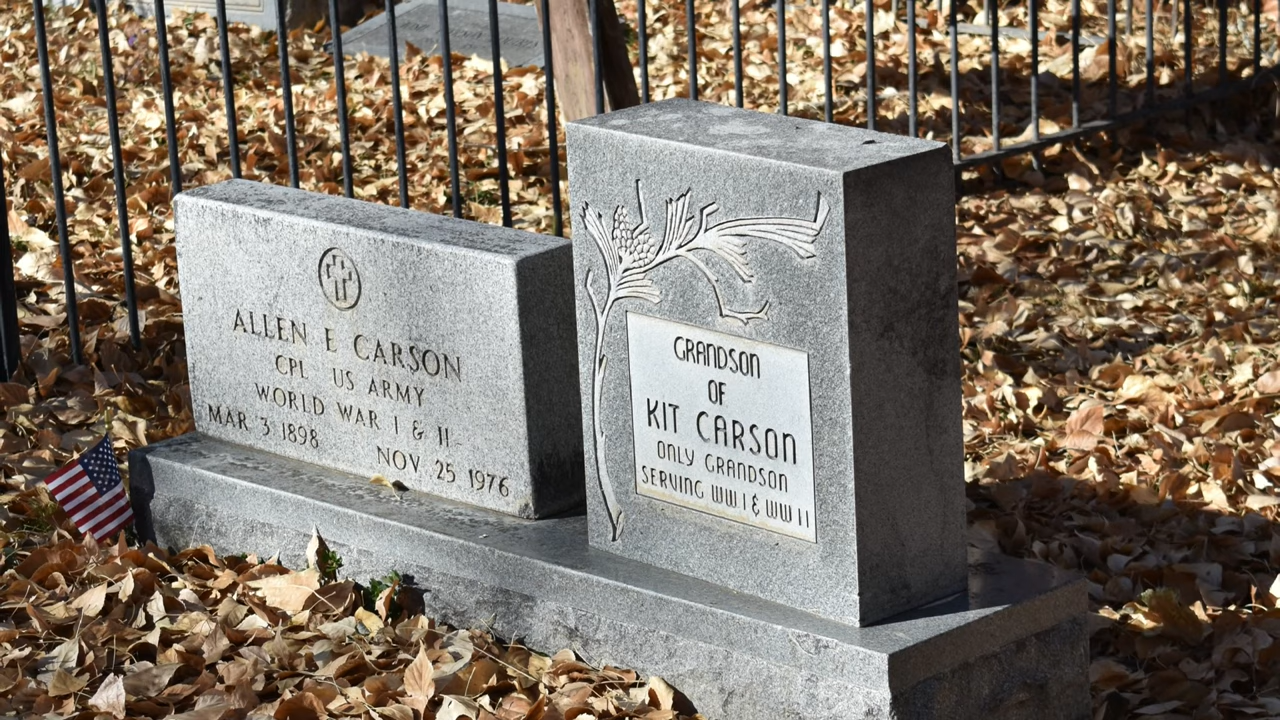 ALLEN E CARSON
CPL US ARMY
WORLD WAR I & II
MAR 3 1898 NOV 25 1976
GRANDSON
OF
KIT CARSON
ONLY GRANDSON
SERVING WW I & WW II